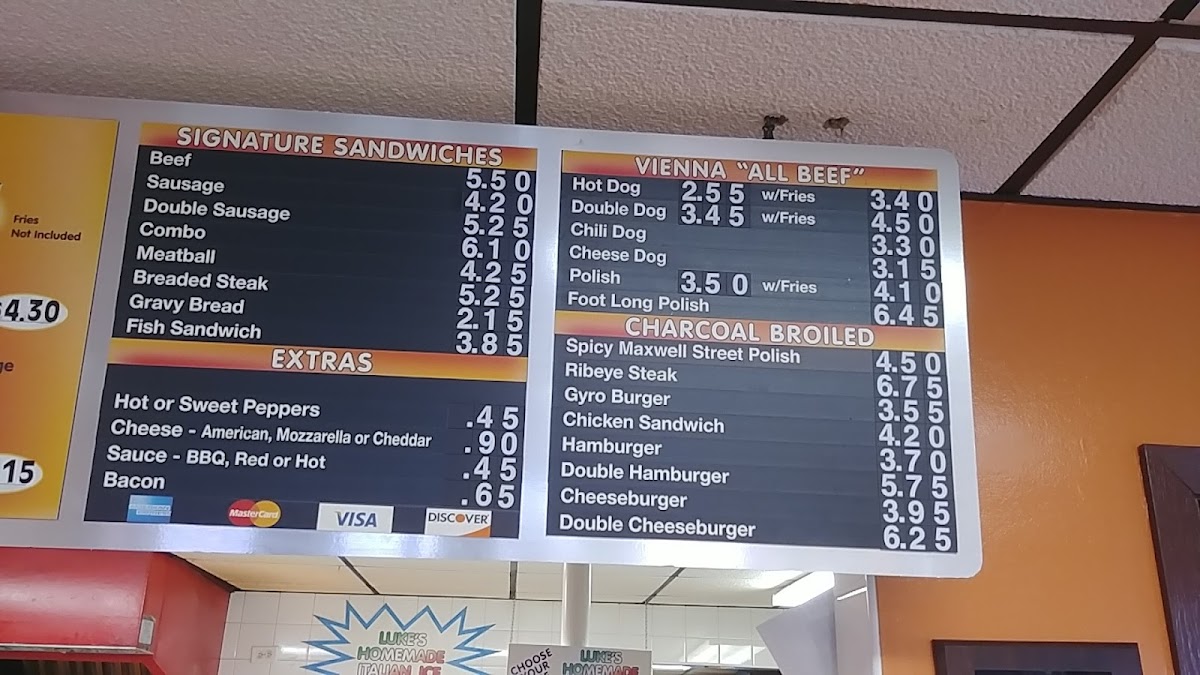 Fries
Not Included
$4.30
15
SIGNATURE SANDWICHES
Beef 5.50
Sausage 4.20
Double Sausage 5.25
Combo 6.10
Meatball 4.25
Breaded Steak 5.25
Gravy Bread 2.15
Fish Sandwich 3.85
EXTRAS
Hot or Sweet Peppers .45
Cheese - American, Mozzarella or Cheddar .90
Sauce - BBQ, Red or Hot .45
Bacon .65
MasterCard VISA DISCOVER
VIENNA "ALL BEEF"
Hot Dog 2.55 w/Fries 3.40
Double Dog 3.45 w/Fries 4.50
Chili Dog 3.30
Cheese Dog 3.15
Polish 3.50 w/Fries 4.10
Foot Long Polish 6.45
CHARCOAL BROILED
Spicy Maxwell Street Polish 4.50
Ribeye Steak 6.75
Gyro Burger 3.55
Chicken Sandwich 4.20
Hamburger 3.70
Double Hamburger 5.75
Cheeseburger 3.95
Double Cheeseburger 6.25
LUKE'S
HOMEMADE
ITALIAN ICE
CHOOSE
YOUR
LUKE'S
HOMEMADE